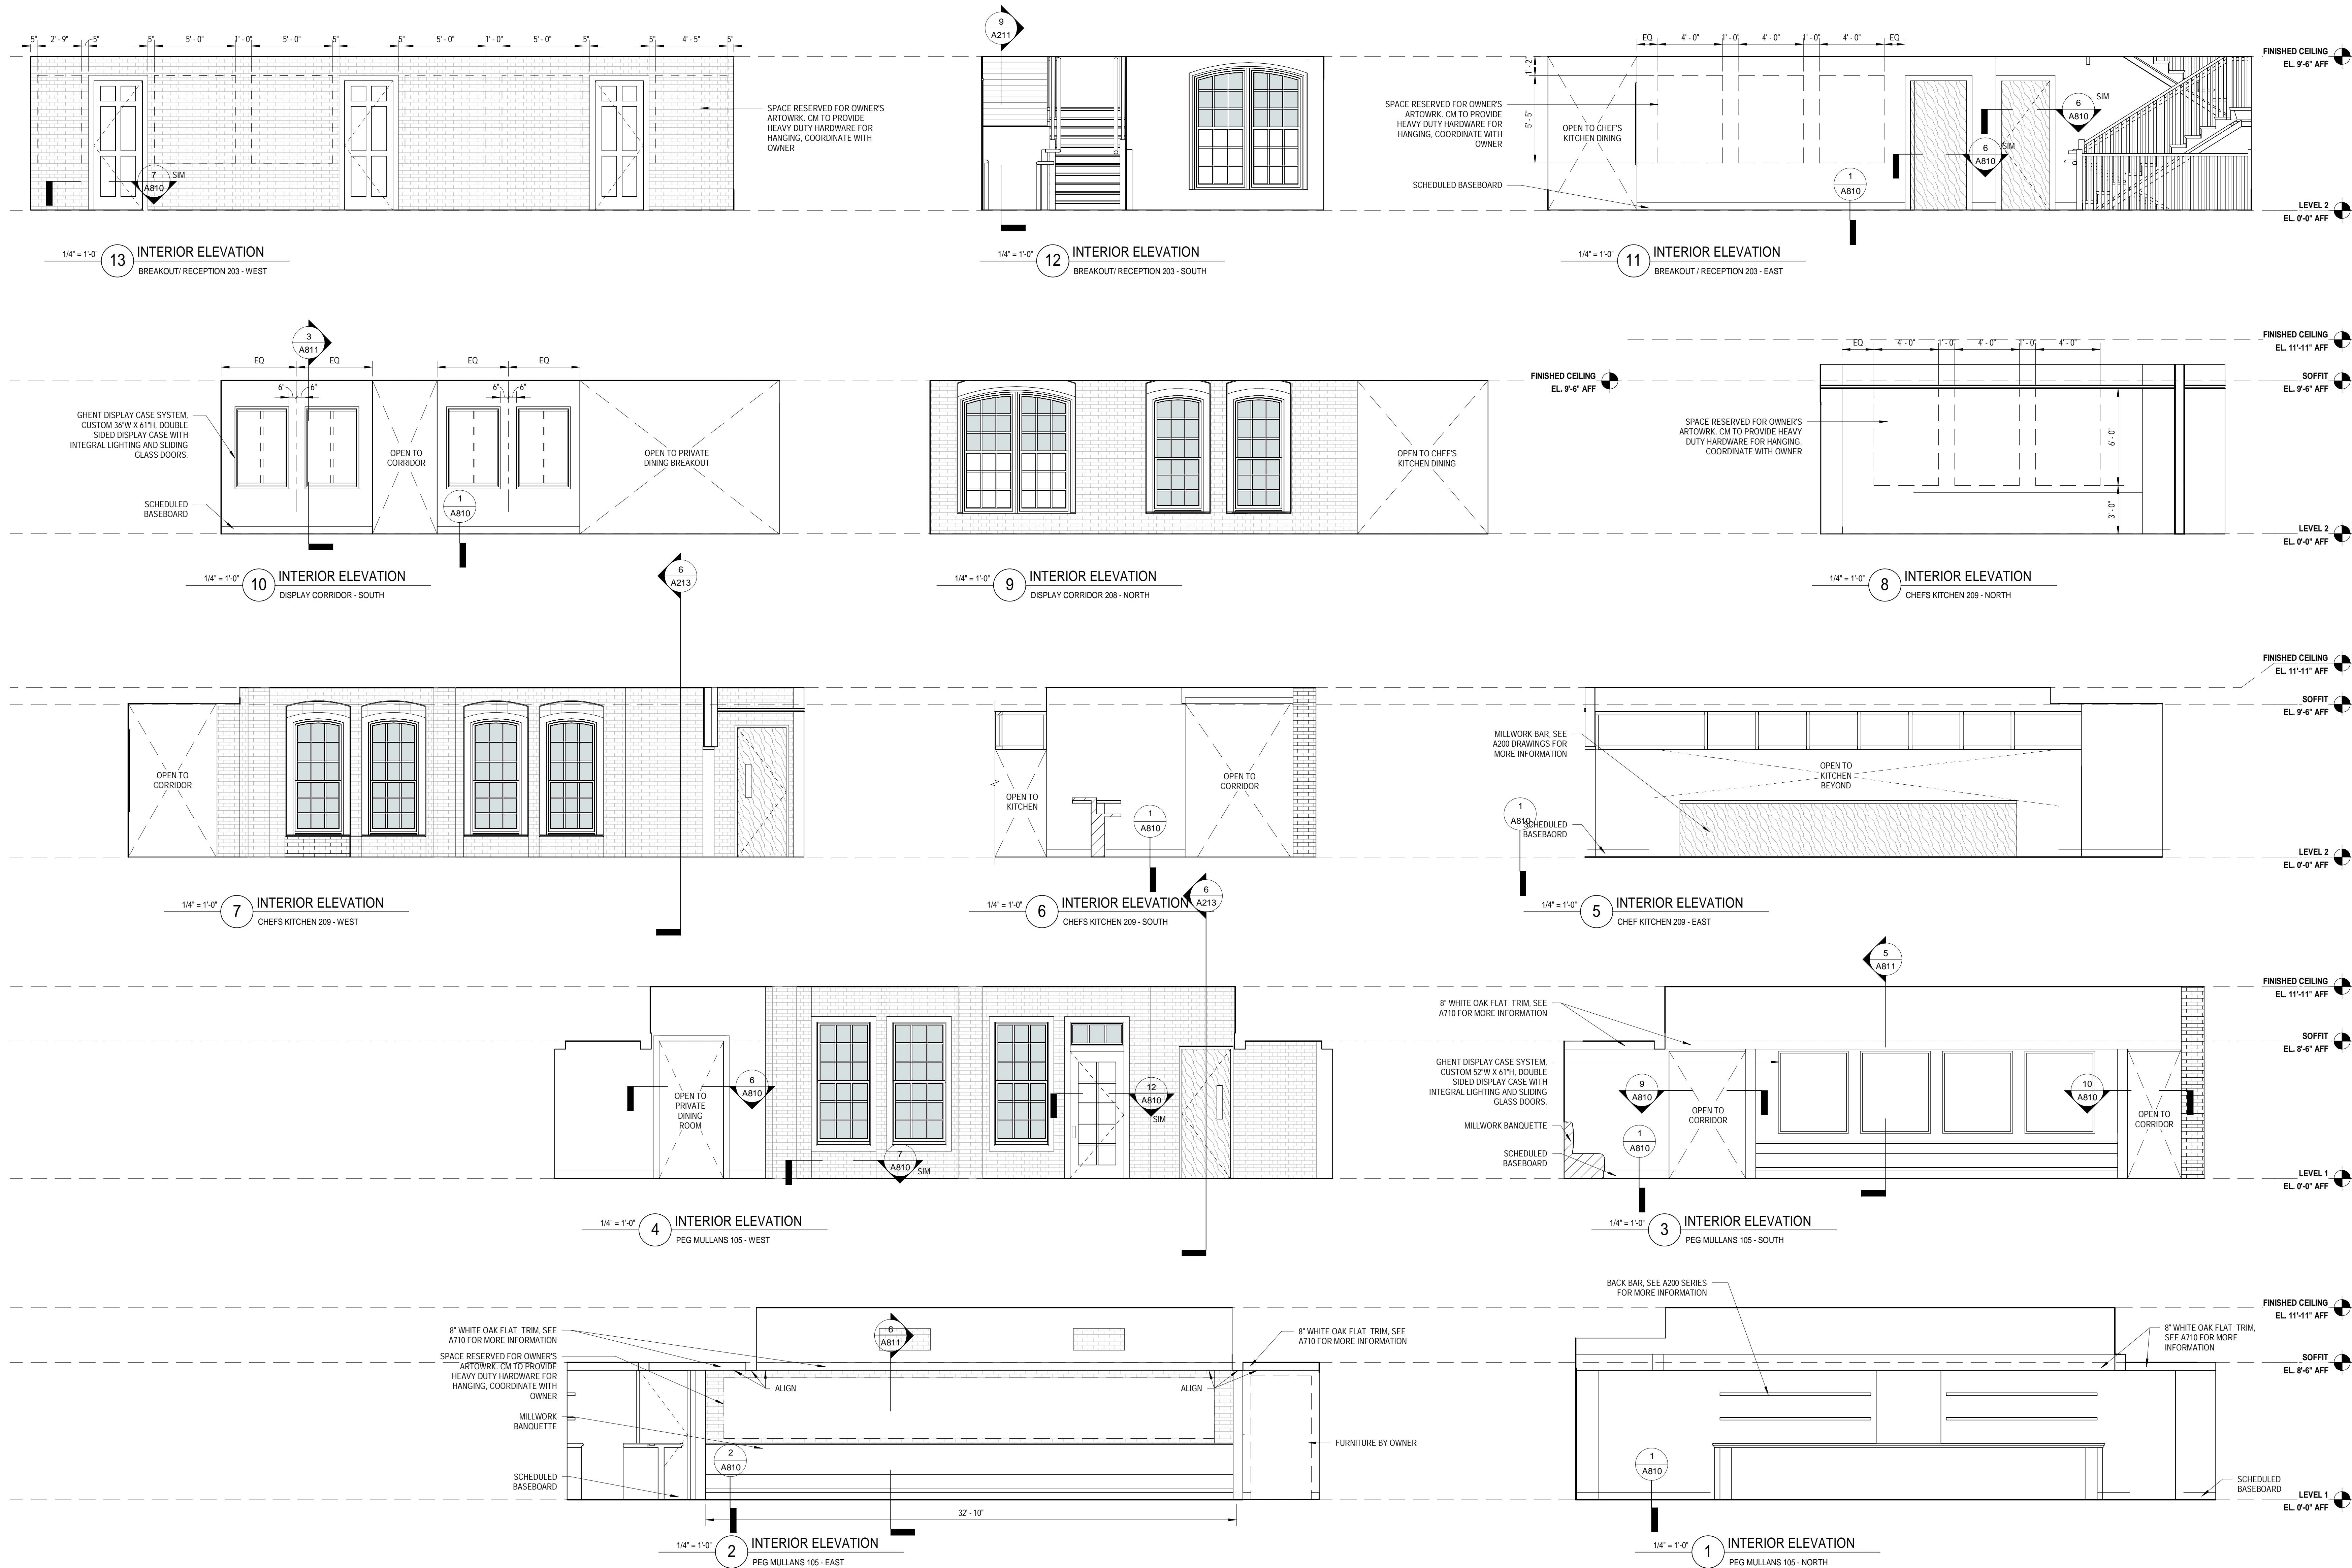 5" 2' - 9" 5" 5" 5' - 0" 1' - 0" 5' - 0" 5" 5" 5' - 0" 1' - 0" 5' - 0" 5" 5" 4' - 5" 5"
SPACE RESERVED FOR OWNER'S
ARTOWRK. CM TO PROVIDE
HEAVY DUTY HARDWARE FOR
HANGING, COORDINATE WITH
OWNER
7
A810
SIM
1/4" = 1'-0"
13
INTERIOR ELEVATION
BREAKOUT/ RECEPTION 203 - WEST
9
A211
1/4" = 1'-0"
12
INTERIOR ELEVATION
BREAKOUT/ RECEPTION 203 - SOUTH
EQ 4' - 0" 1' - 0" 4' - 0" 1' - 0" 4' - 0" EQ
1' - 2"
5' - 5"
SPACE RESERVED FOR OWNER'S
ARTOWRK. CM TO PROVIDE
HEAVY DUTY HARDWARE FOR
HANGING, COORDINATE WITH
OWNER
OPEN TO CHEF'S
KITCHEN DINING
SCHEDULED BASEBOARD
1
A810
6
A810
SIM
6
A810
SIM
FINISHED CEILING
EL. 9'-6" AFF
LEVEL 2
EL. 0'-0" AFF
1/4" = 1'-0"
11
INTERIOR ELEVATION
BREAKOUT / RECEPTION 203 - EAST
3
A811
EQ EQ EQ EQ
6" 6" 6" 6"
GHENT DISPLAY CASE SYSTEM,
CUSTOM 36"W X 61"H, DOUBLE
SIDED DISPLAY CASE WITH
INTEGRAL LIGHTING AND SLIDING
GLASS DOORS.
SCHEDULED
BASEBOARD
OPEN TO
CORRIDOR
1
A810
OPEN TO PRIVATE
DINING BREAKOUT
1/4" = 1'-0"
10
INTERIOR ELEVATION
DISPLAY CORRIDOR - SOUTH
OPEN TO CHEF'S
KITCHEN DINING
FINISHED CEILING
EL. 9'-6" AFF
1/4" = 1'-0"
9
INTERIOR ELEVATION
DISPLAY CORRIDOR 208 - NORTH
EQ 4' - 0" 1' - 0" 4' - 0" 1' - 0" 4' - 0"
SPACE RESERVED FOR OWNER'S
ARTOWRK. CM TO PROVIDE HEAVY
DUTY HARDWARE FOR HANGING,
COORDINATE WITH OWNER
6' - 0"
3' - 0"
FINISHED CEILING
EL. 11'-11" AFF
SOFFIT
EL. 9'-6" AFF
LEVEL 2
EL. 0'-0" AFF
1/4" = 1'-0"
8
INTERIOR ELEVATION
CHEFS KITCHEN 209 - NORTH
6
A213
OPEN TO
CORRIDOR
1/4" = 1'-0"
7
INTERIOR ELEVATION
CHEFS KITCHEN 209 - WEST
OPEN TO
KITCHEN
1
A810
OPEN TO
CORRIDOR
1/4" = 1'-0"
6
INTERIOR ELEVATION
CHEFS KITCHEN 209 - SOUTH
6
A213
MILLWORK BAR, SEE
A200 DRAWINGS FOR
MORE INFORMATION
OPEN TO
KITCHEN
BEYOND
1
A810
SCHEDULED
BASEBAORD
FINISHED CEILING
EL. 11'-11" AFF
SOFFIT
EL. 9'-6" AFF
LEVEL 2
EL. 0'-0" AFF
1/4" = 1'-0"
5
INTERIOR ELEVATION
CHEF KITCHEN 209 - EAST
OPEN TO
PRIVATE
DINING
ROOM
6
A810
7
A810
SIM
12
A810
SIM
1/4" = 1'-0"
4
INTERIOR ELEVATION
PEG MULLANS 105 - WEST
5
A811
8" WHITE OAK FLAT TRIM, SEE
A710 FOR MORE INFORMATION
GHENT DISPLAY CASE SYSTEM,
CUSTOM 52"W X 61"H, DOUBLE
SIDED DISPLAY CASE WITH
INTEGRAL LIGHTING AND SLIDING
GLASS DOORS.
MILLWORK BANQUETTE
SCHEDULED
BASEBOARD
9
A810
1
A810
OPEN TO
CORRIDOR
10
A810
OPEN TO
CORRIDOR
FINISHED CEILING
EL. 11'-11" AFF
SOFFIT
EL. 8'-6" AFF
LEVEL 1
EL. 0'-0" AFF
1/4" = 1'-0"
3
INTERIOR ELEVATION
PEG MULLANS 105 - SOUTH
8" WHITE OAK FLAT TRIM, SEE
A710 FOR MORE INFORMATION
SPACE RESERVED FOR OWNER'S
ARTOWRK. CM TO PROVIDE
HEAVY DUTY HARDWARE FOR
HANGING, COORDINATE WITH
OWNER
MILLWORK
BANQUETTE
SCHEDULED
BASEBOARD
6
A811
ALIGN
ALIGN
2
A810
8" WHITE OAK FLAT TRIM, SEE
A710 FOR MORE INFORMATION
FURNITURE BY OWNER
32' - 10"
1/4" = 1'-0"
2
INTERIOR ELEVATION
PEG MULLANS 105 - EAST
BACK BAR, SEE A200 SERIES
FOR MORE INFORMATION
8" WHITE OAK FLAT TRIM,
SEE A710 FOR MORE
INFORMATION
1
A810
SCHEDULED
BASEBOARD
FINISHED CEILING
EL. 11'-11" AFF
SOFFIT
EL. 8'-6" AFF
LEVEL 1
EL. 0'-0" AFF
1/4" = 1'-0"
1
INTERIOR ELEVATION
PEG MULLANS 105 - NORTH